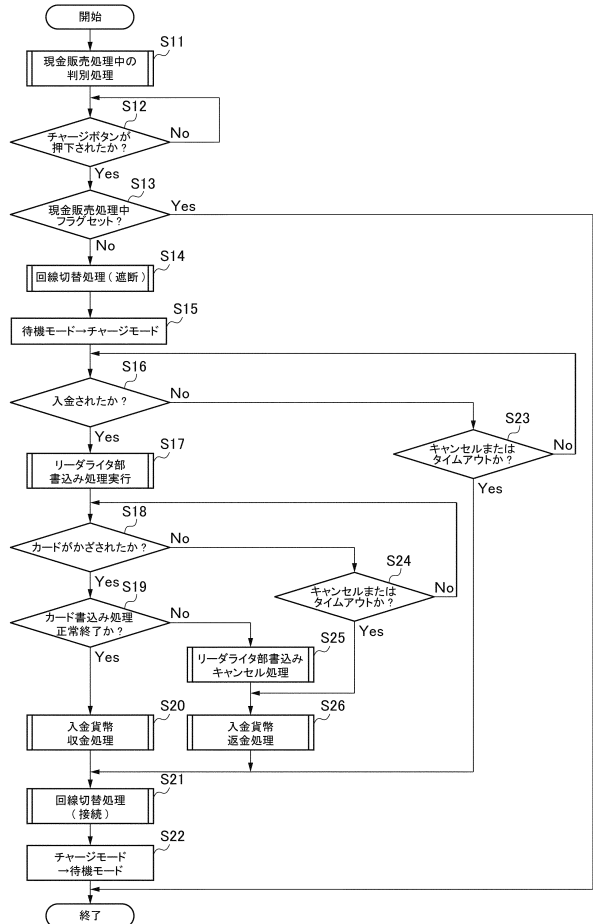 開始
S11
現金販売処理中の
判別処理
S12
チャージボタンが
押下されたか?
No
Yes
S13
現金販売処理中
フラグセット?
Yes
No
S14
回線切替処理(遮断)
S15
待機モード→チャージモード
S16
入金されたか?
No
Yes
S23
キャンセルまたは
タイムアウトか?
No
Yes
S17
リーダライタ部
書込み処理実行
S18
カードがかざされたか?
No
Yes
S24
キャンセルまたは
タイムアウトか?
No
Yes
S19
カード書込み処理
正常終了か?
No
Yes
S25
リーダライタ部書込み
キャンセル処理
S20
入金貨幣
収金処理
S26
入金貨幣
返金処理
S21
回線切替処理
(接続)
S22
チャージモード
→待機モード
終了